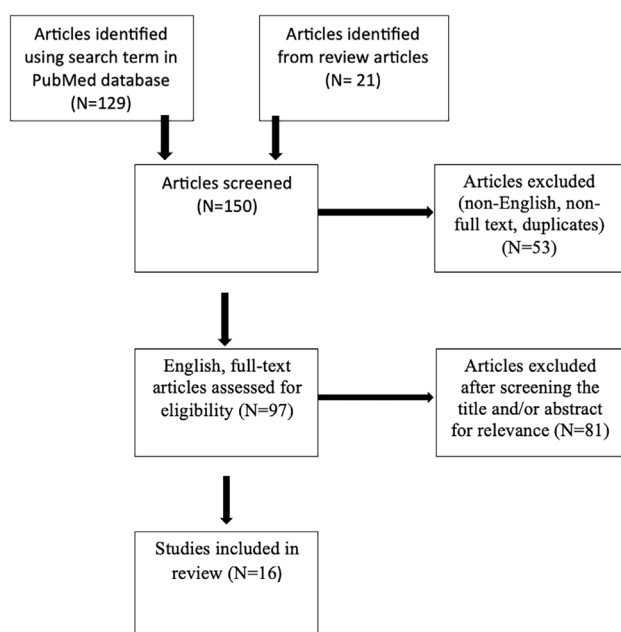 Articles identified
using search term in
PubMed database
(N=129)
Articles identified
from review articles
(N= 21)
Articles screened
(N=150)
Articles excluded
(non-English, non-
full text, duplicates)
(N=53)
English, full-text
articles assessed for
eligibility (N=97)
Articles excluded
after screening the
title and/or abstract
for relevance (N=81)
Studies included in
review (N=16)